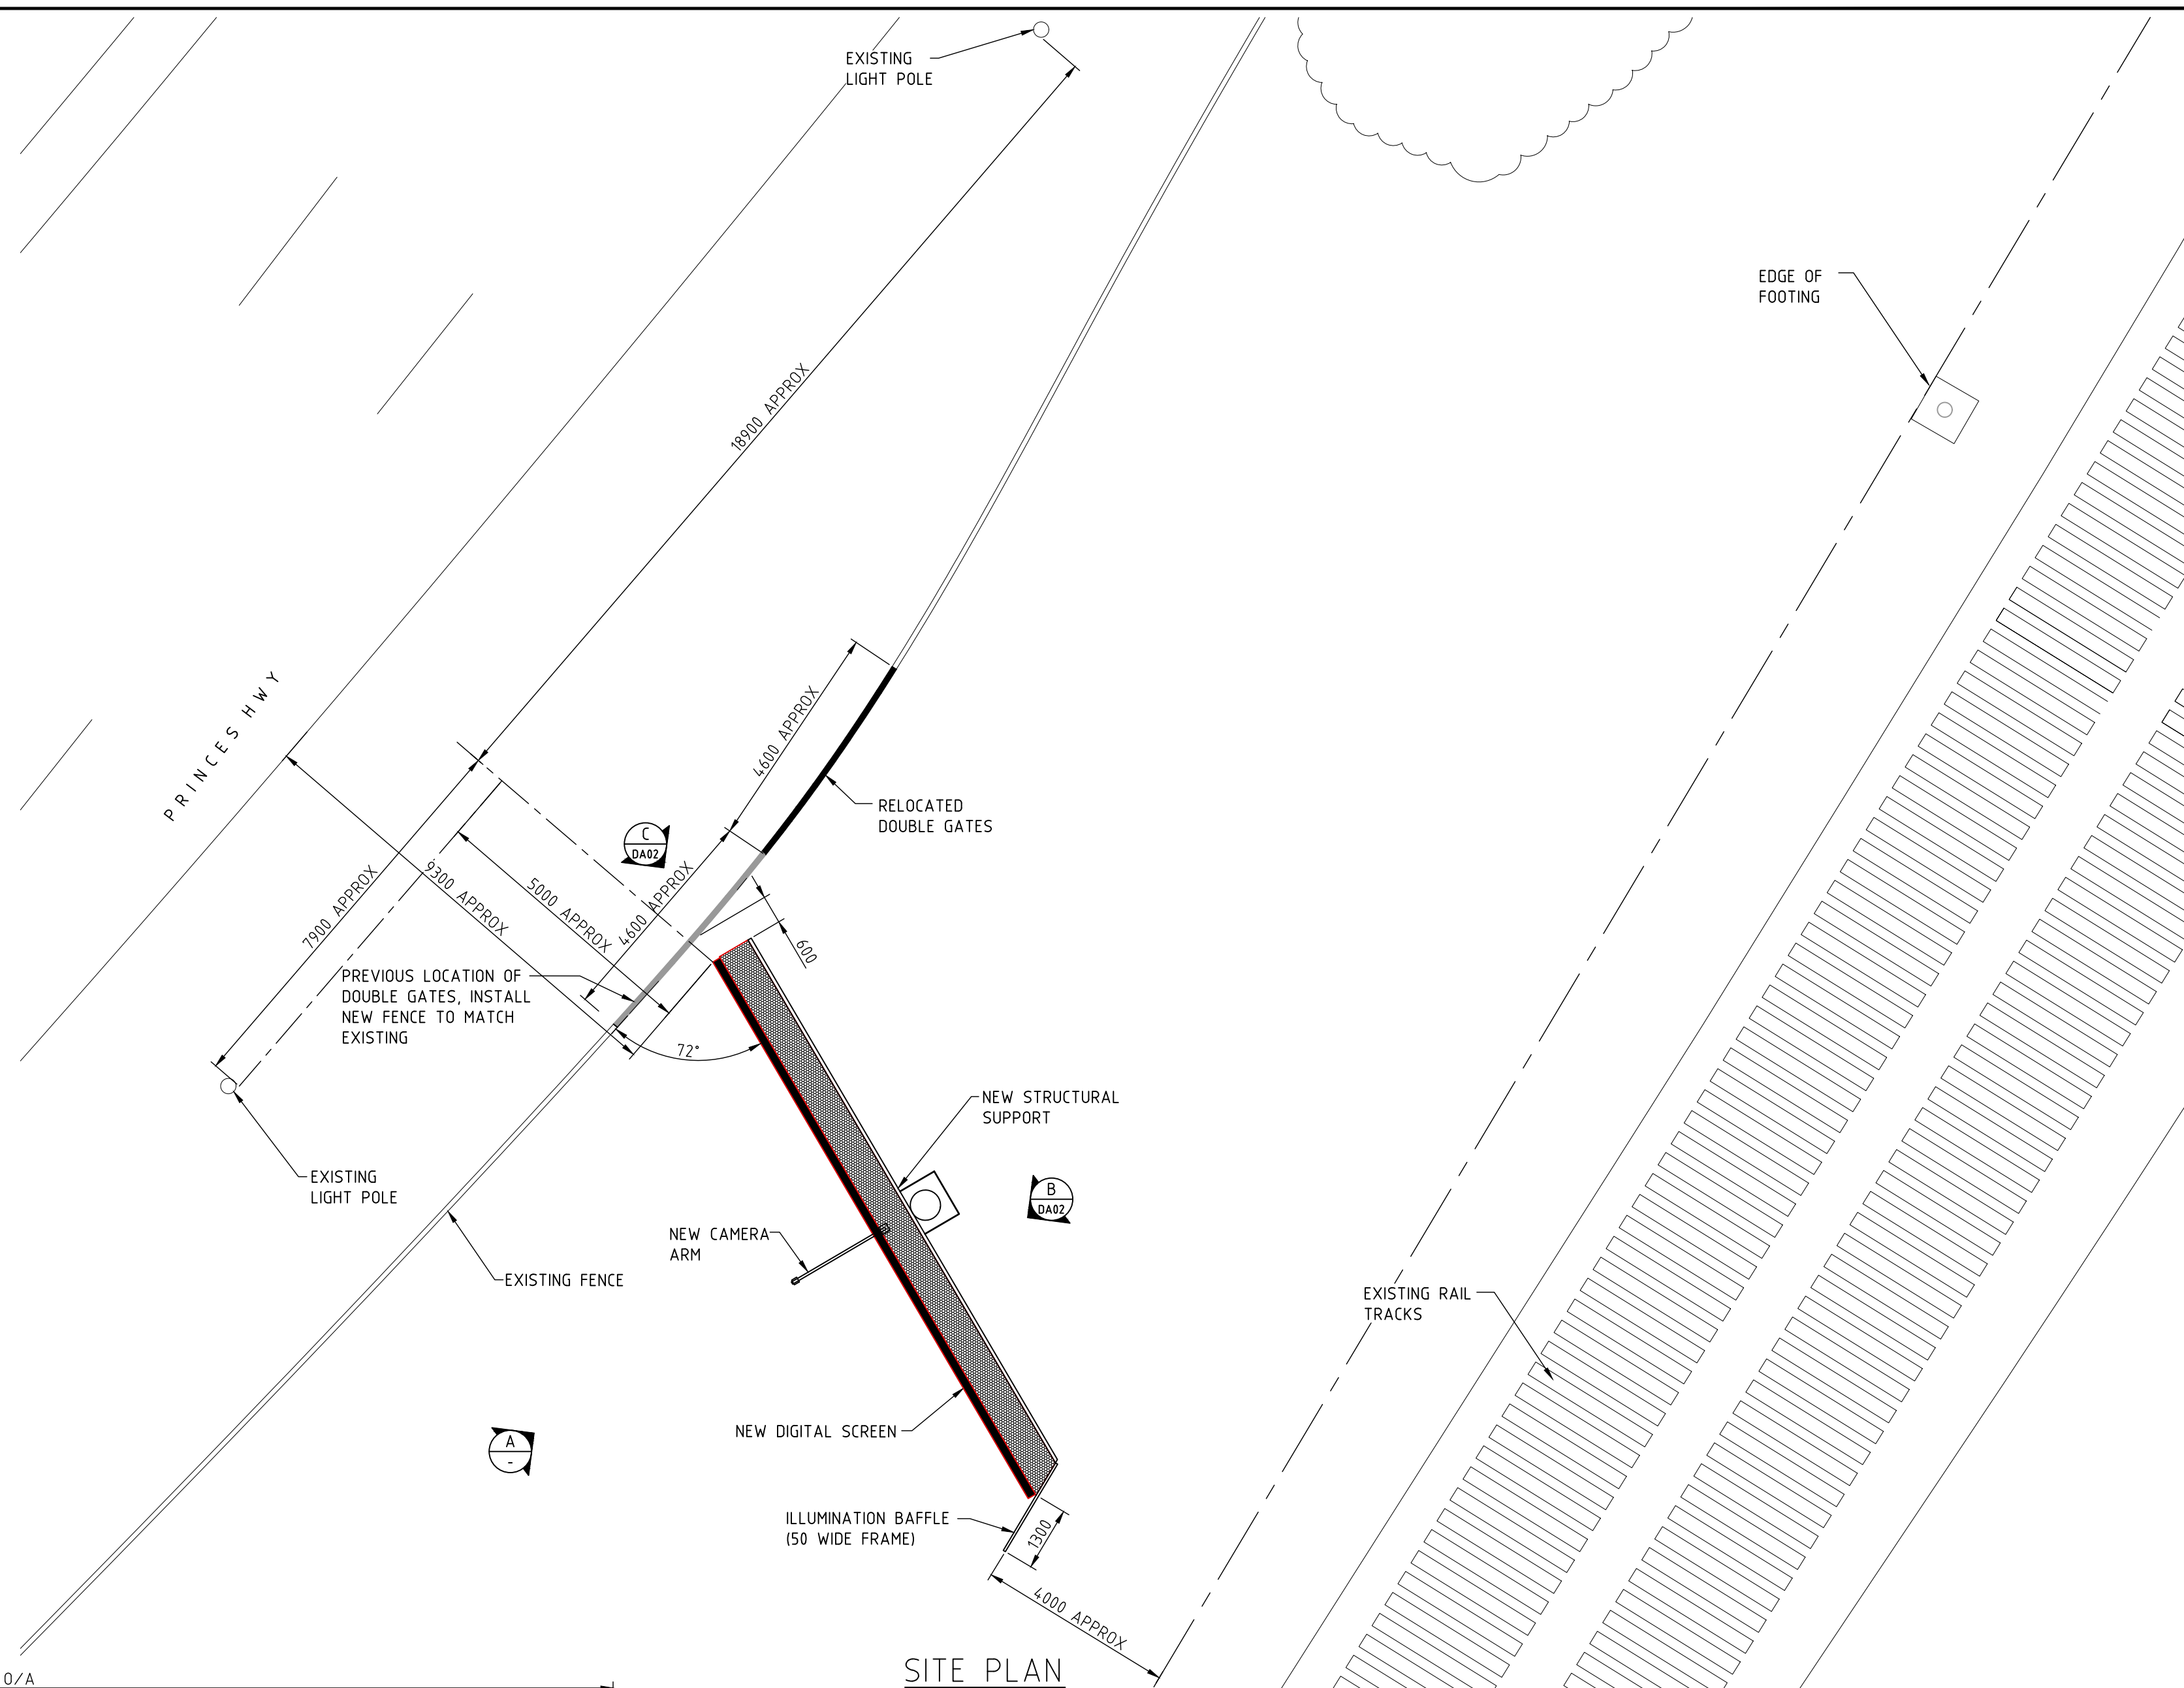 EXISTING
LIGHT POLE
EDGE OF
FOOTING
18900 APPROX
PRINCES HWY
4600 APPROX
RELOCATED
DOUBLE GATES
C
DA02
7900 APPROX
9300 APPROX
5000 APPROX
4600 APPROX
600
PREVIOUS LOCATION OF
DOUBLE GATES, INSTALL
NEW FENCE TO MATCH
EXISTING
72°
NEW STRUCTURAL
SUPPORT
EXISTING
LIGHT POLE
B
DA02
NEW CAMERA
ARM
EXISTING FENCE
EXISTING RAIL
TRACKS
NEW DIGITAL SCREEN
A
-
ILLUMINATION BAFFLE
(50 WIDE FRAME)
1300
4000 APPROX
SITE PLAN
O/A